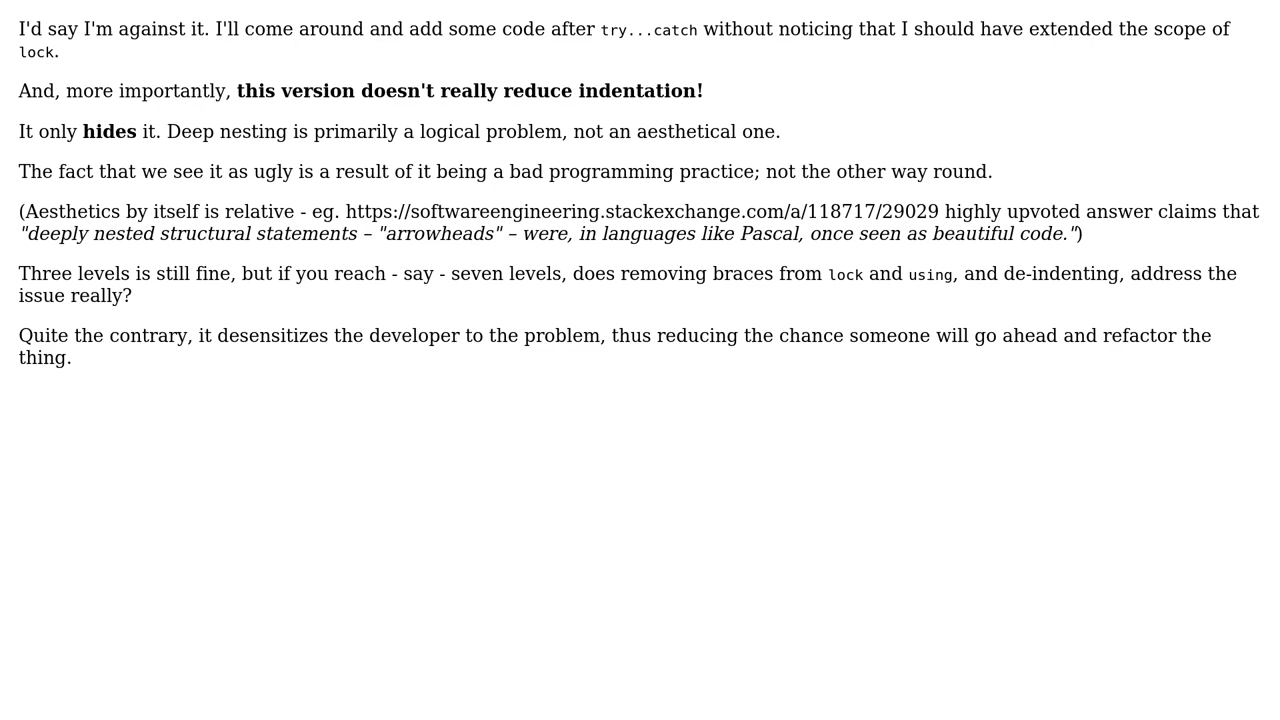 I'd say I'm against it. I'll come around and add some code after try...catch without noticing that I should have extended the scope of
lock.
And, more importantly, this version doesn't really reduce indentation!
It only hides it. Deep nesting is primarily a logical problem, not an aesthetical one.
The fact that we see it as ugly is a result of it being a bad programming practice; not the other way round.
(Aesthetics by itself is relative - eg. https://softwareengineering.stackexchange.com/a/118717/29029 highly upvoted answer claims that
"deeply nested structural statements – "arrowheads" – were, in languages like Pascal, once seen as beautiful code.")
Three levels is still fine, but if you reach - say - seven levels, does removing braces from lock and using, and de-indenting, address the
issue really?
Quite the contrary, it desensitizes the developer to the problem, thus reducing the chance someone will go ahead and refactor the
thing.